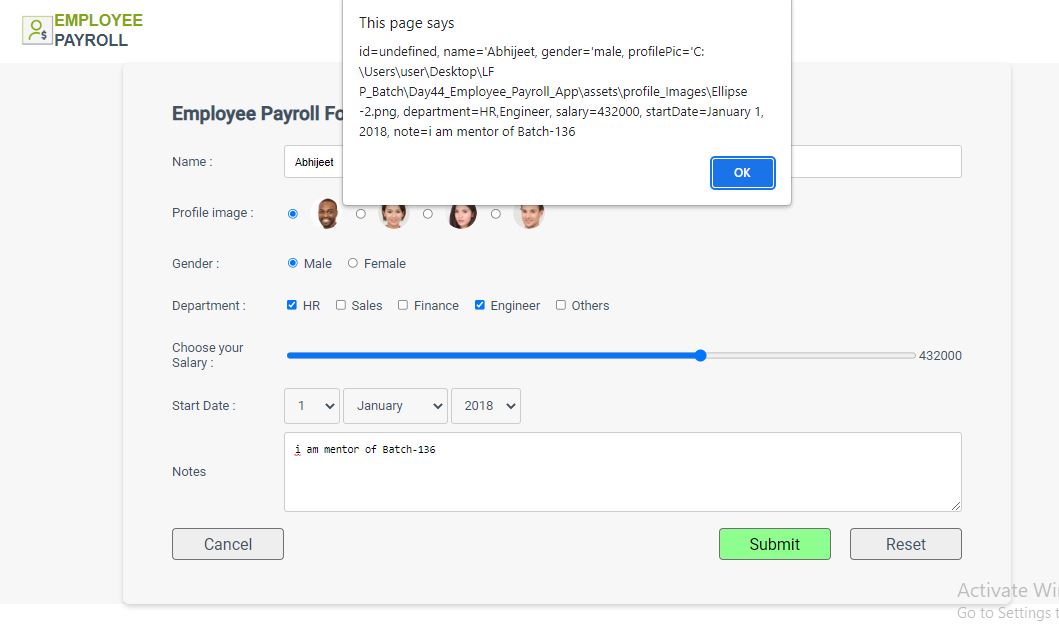 EMPLOYEE
PAYROLL
This page says
id=undefined, name='Abhijeet, gender='male, profilePic='C:
\Users\user\Desktop\LF
P_Batch\Day44_Employee_Payroll_App\assets\profile_Images\Ellipse
-2.png, department=HR,Engineer, salary=432000, startDate=January 1,
2018, note=i am mentor of Batch-136
OK
Employee Payroll Fo
Name :
Abhijeet
Profile image :
Gender :
Male
Female
Department :
HR
Sales
Finance
Engineer
Others
Choose your
Salary :
432000
Start Date :
1
January
2018
Notes
i am mentor of Batch-136
Cancel
Submit
Reset
Activate Wi
Go to Settings t